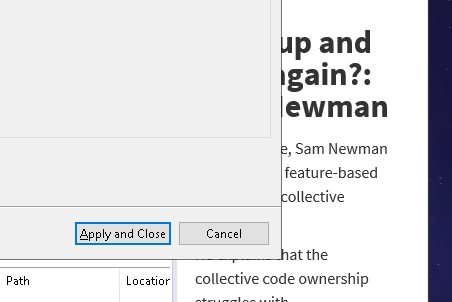 up and
again?:
Newman
e, Sam Newman
feature-based
collective
Apply and Close
Cancel
that the
Path
Location
collective code ownership
struggles with